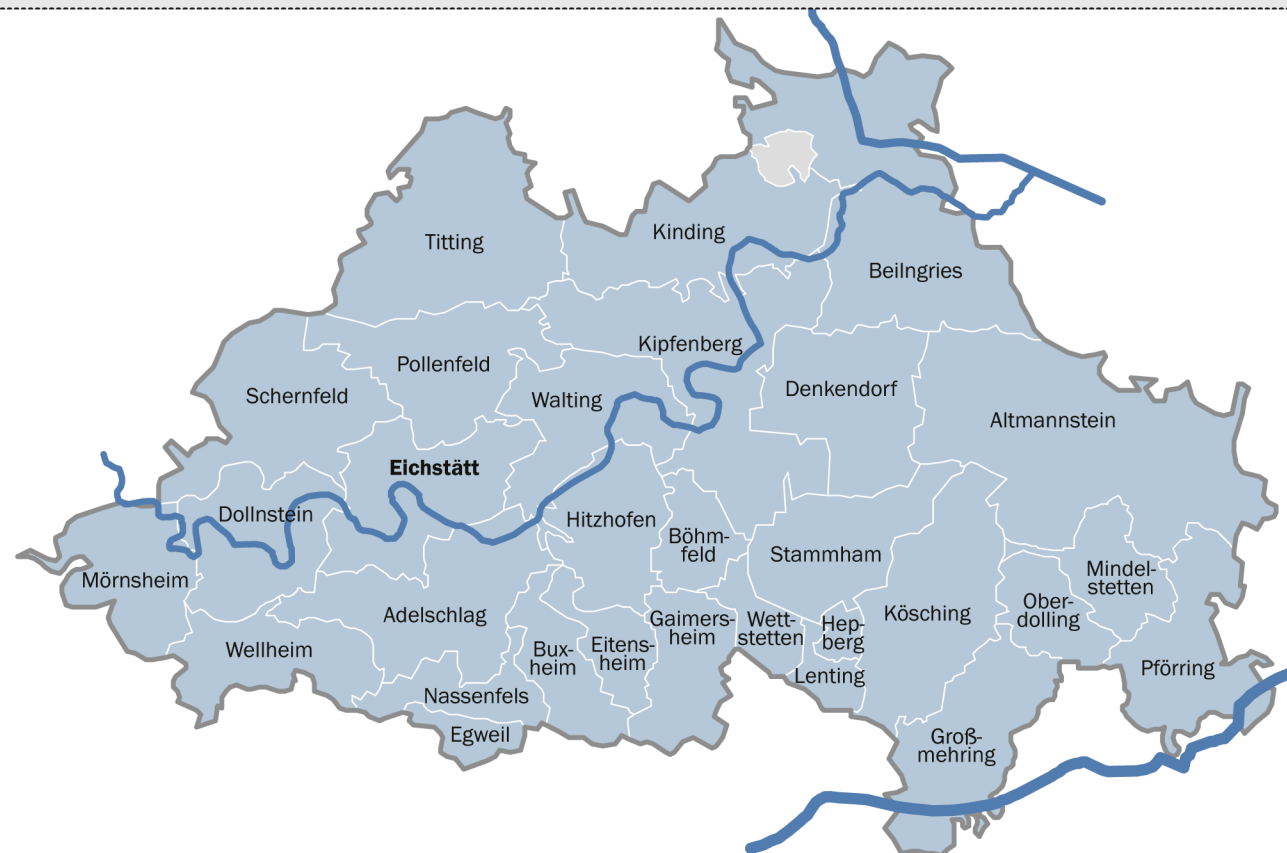 Titting
Kinding
Beilngries
Kipfenberg
Pollenfeld
Schernfeld
Walting
Denkendorf
Altmannstein
Eichstätt
Dollnstein
Hitzhofen
Böhm-
feld
Stammham
Mörnsheim
Mindel-
stetten
Adelschlag
Kösching
Ober-
dolling
Gaimers-
heim
Wett-
stetten
Hep-
berg
Wellheim
Bux-
heim
Eitens-
heim
Lenting
Pförring
Nassenfels
Egweil
Groß-
mehring